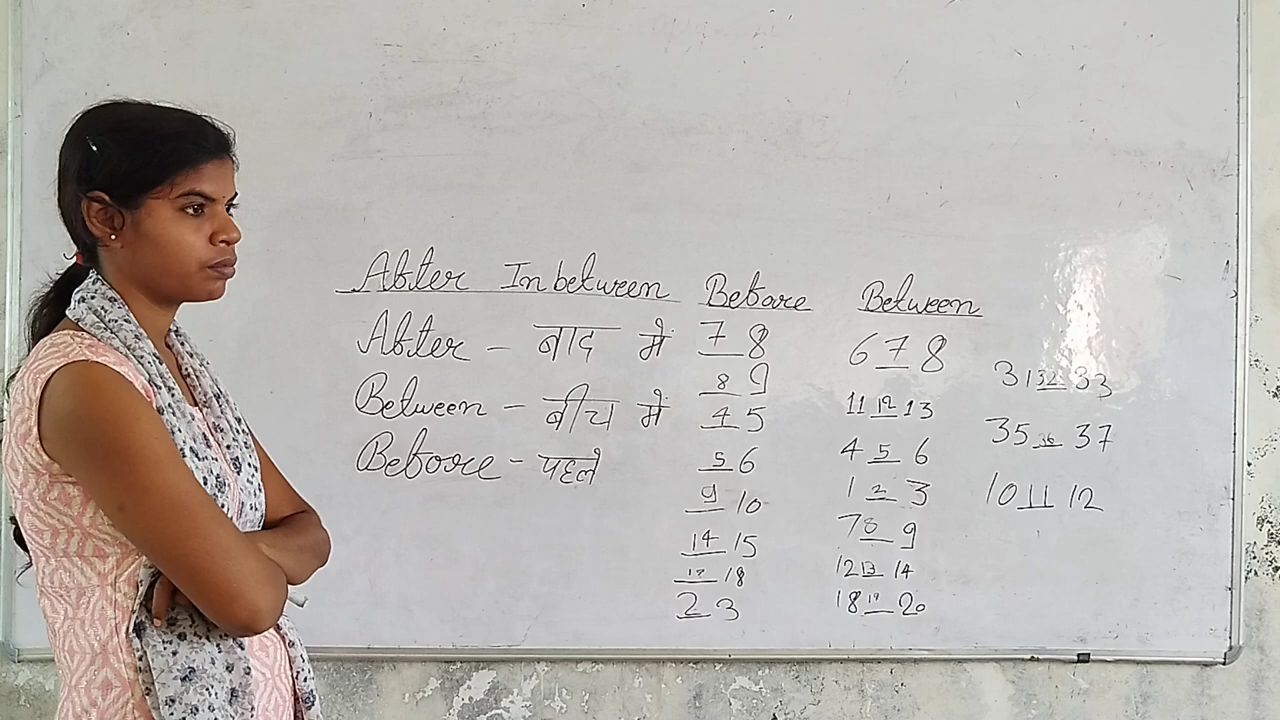 After In between Before Between
After - बाद में
Between - बीच में
Before - पहले
7 8
8 9
4 5
5 6
9 10
14 15
17 18
2 3
6 7 8
11 12 13
4 5 6
1 2 3
7 8 9
12 13 14
18 19 20
31 32 33
35 36 37
10 11 12